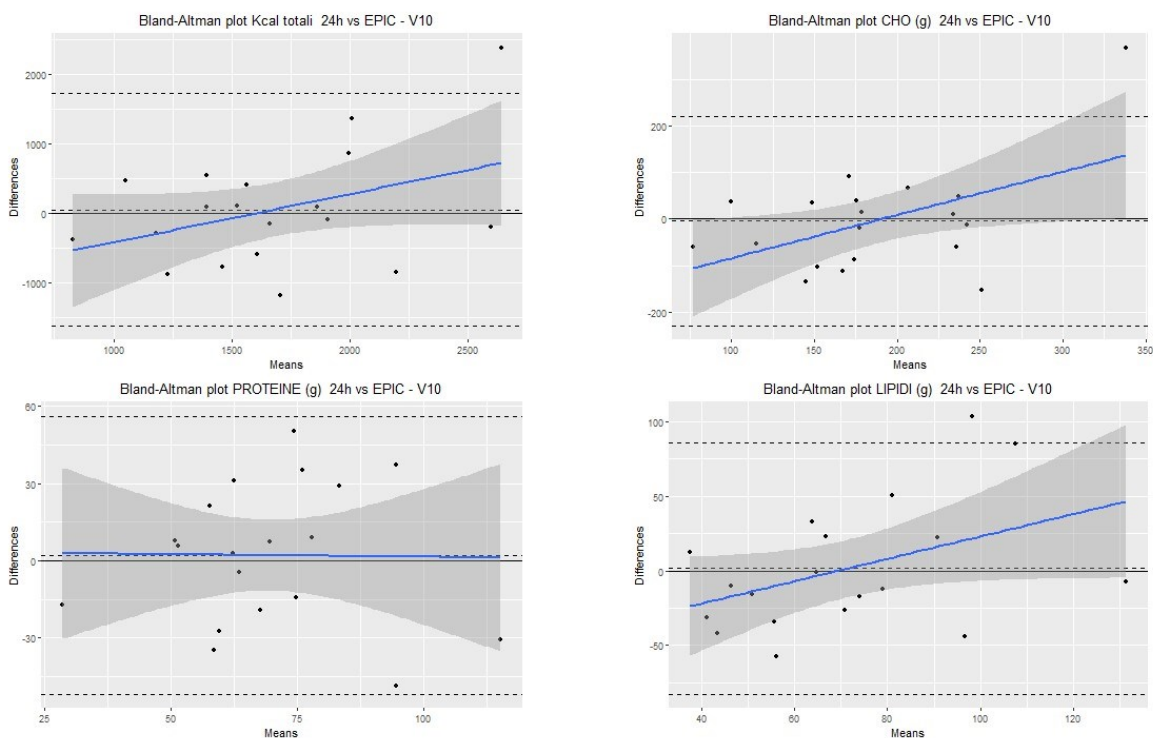 Bland-Altman plot Kcal totali  24h vs EPIC - V10
Differences
2000
1000
0
-1000
1000
1500
2000
2500
Means
Bland-Altman plot CHO (g)  24h vs EPIC - V10
Differences
200
0
-200
100
150
200
250
300
350
Means
Bland-Altman plot PROTEINE (g)  24h vs EPIC - V10
Differences
60
30
0
-30
25
50
75
100
Means
Bland-Altman plot LIPIDI (g)  24h vs EPIC - V10
Differences
100
50
0
-50
40
60
80
100
120
Means